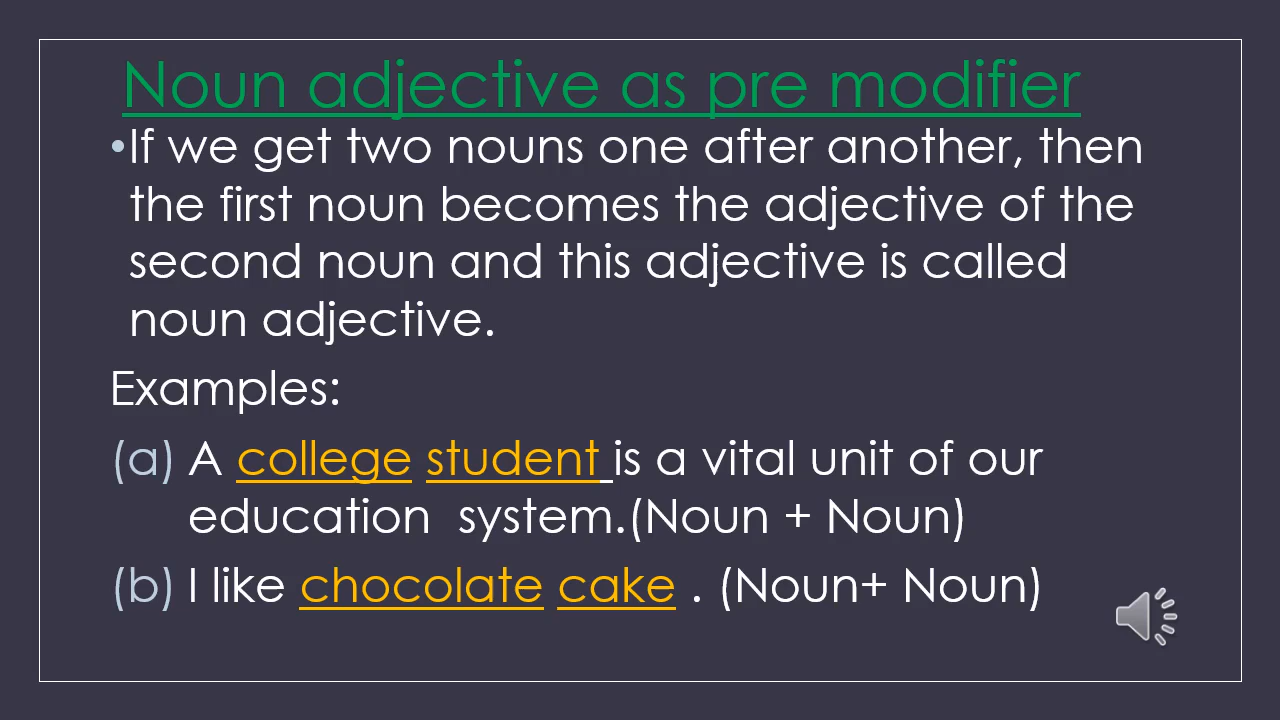 Noun adjective as pre modifier
•If we get two nouns one after another, then
the first noun becomes the adjective of the
second noun and this adjective is called
noun adjective.
Examples:
(a) A college student is a vital unit of our
education  system.(Noun + Noun)
(b) I like chocolate cake . (Noun+ Noun)